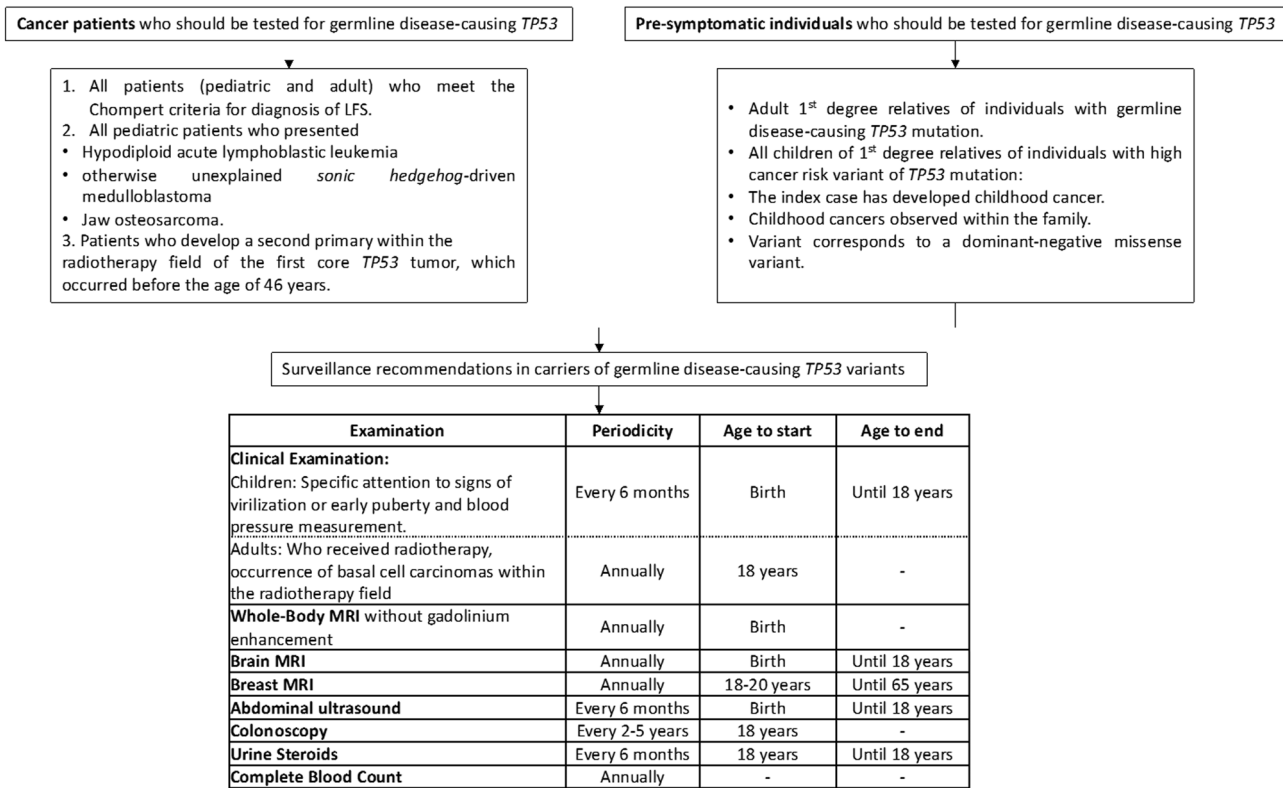 Cancer patients who should be tested for germline disease-causing TP53
Pre-symptomatic individuals who should be tested for germline disease-causing TP53
1. All patients (pediatric and adult) who meet the
Chompert criteria for diagnosis of LFS.
2. All pediatric patients who presented
• Hypodiploid acute lymphoblastic leukemia
• otherwise unexplained sonic hedgehog-driven
medulloblastoma
• Jaw osteosarcoma.
3. Patients who develop a second primary within the
radiotherapy field of the first core TP53 tumor, which
occurred before the age of 46 years.
• Adult 1st degree relatives of individuals with germline
disease-causing TP53 mutation.
• All children of 1st degree relatives of individuals with high
cancer risk variant of TP53 mutation:
• The index case has developed childhood cancer.
• Childhood cancers observed within the family.
• Variant corresponds to a dominant-negative missense
variant.
Surveillance recommendations in carriers of germline disease-causing TP53 variants
Examination Periodicity Age to start Age to end
Clinical Examination:
Children: Specific attention to signs of
virilization or early puberty and blood
pressure measurement.
Every 6 months Birth Until 18 years
Adults: Who received radiotherapy,
occurrence of basal cell carcinomas within
the radiotherapy field
Annually 18 years -
Whole-Body MRI without gadolinium
enhancement
Annually Birth -
Brain MRI Annually Birth Until 18 years
Breast MRI Annually 18-20 years Until 65 years
Abdominal ultrasound Every 6 months Birth Until 18 years
Colonoscopy Every 2-5 years 18 years -
Urine Steroids Every 6 months 18 years Until 18 years
Complete Blood Count Annually - -